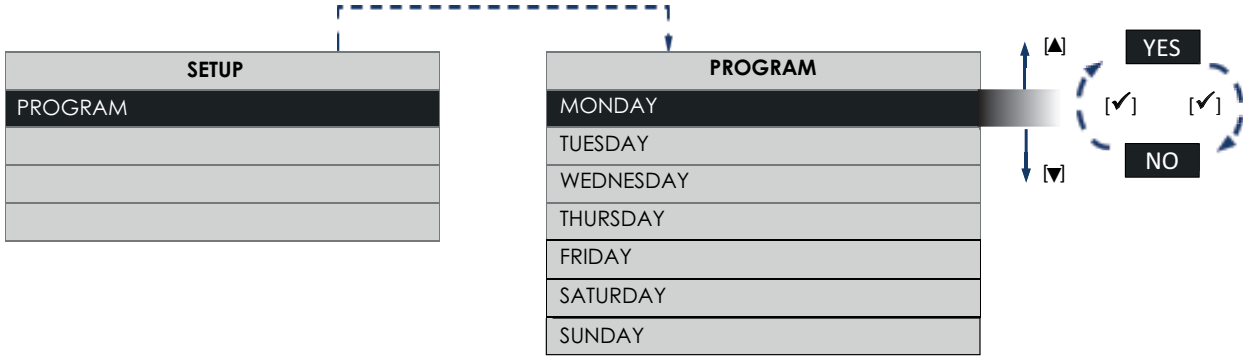 SETUP
PROGRAM
PROGRAM
MONDAY
TUESDAY
WEDNESDAY
THURSDAY
FRIDAY
SATURDAY
SUNDAY
[▲]
[▼]
YES
[✓] [✓]
NO